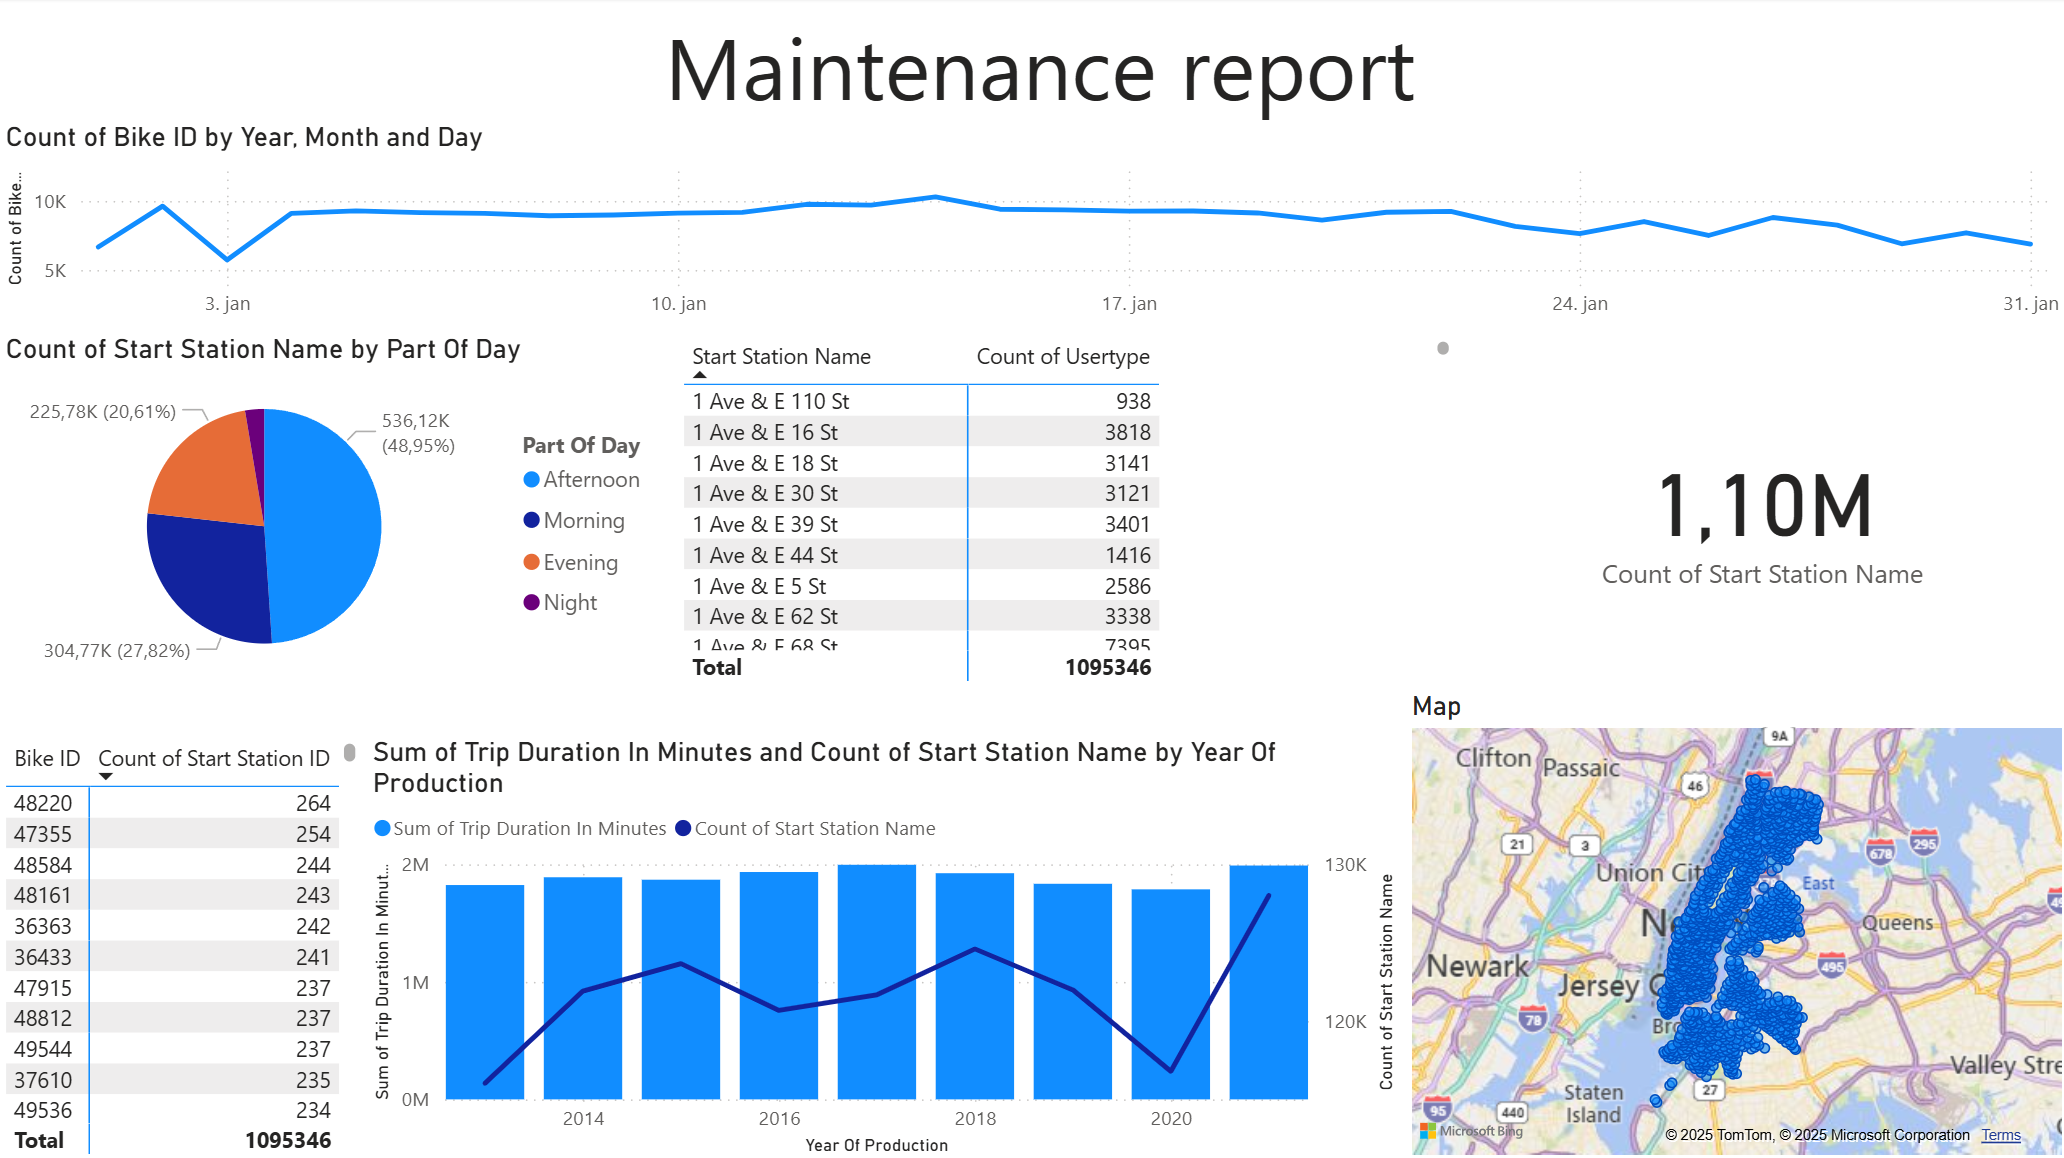 Maintenance report
Count of Bike ID by Year, Month and Day
Count of Bike...
10K
5K
3. jan
10. jan
17. jan
24. jan
31. jan
Count of Start Station Name by Part Of Day
225,78K (20,61%)
536,12K
(48,95%)
304,77K (27,82%)
Part Of Day
Afternoon
Morning
Evening
Night
Start Station Name Count of Usertype
1 Ave & E 110 St 938
1 Ave & E 16 St 3818
1 Ave & E 18 St 3141
1 Ave & E 30 St 3121
1 Ave & E 39 St 3401
1 Ave & E 44 St 1416
1 Ave & E 5 St 2586
1 Ave & E 62 St 3338
1 Ave & E 68 St 7395
Total 1095346
1,10M
Count of Start Station Name
Bike ID Count of Start Station ID
48220 264
47355 254
48584 244
48161 243
36363 242
36433 241
47915 237
48812 237
49544 237
37610 235
49536 234
Total 1095346
Sum of Trip Duration In Minutes and Count of Start Station Name by Year Of
Production
Sum of Trip Duration In Minutes Count of Start Station Name
Sum of Trip Duration In Minut...
2M
1M
0M
130K
120K
Count of Start Station Name
2014
2016
2018
2020
Year Of Production
Map
9A
Clifton
Passaic
46
21
3
678
295
Union Cit
East
Ne
Queens
Newark
495
Jersey C
78
Bro
Valley Stre
27
Staten
Island
95
440
Microsoft Bing
© 2025 TomTom, © 2025 Microsoft Corporation Terms